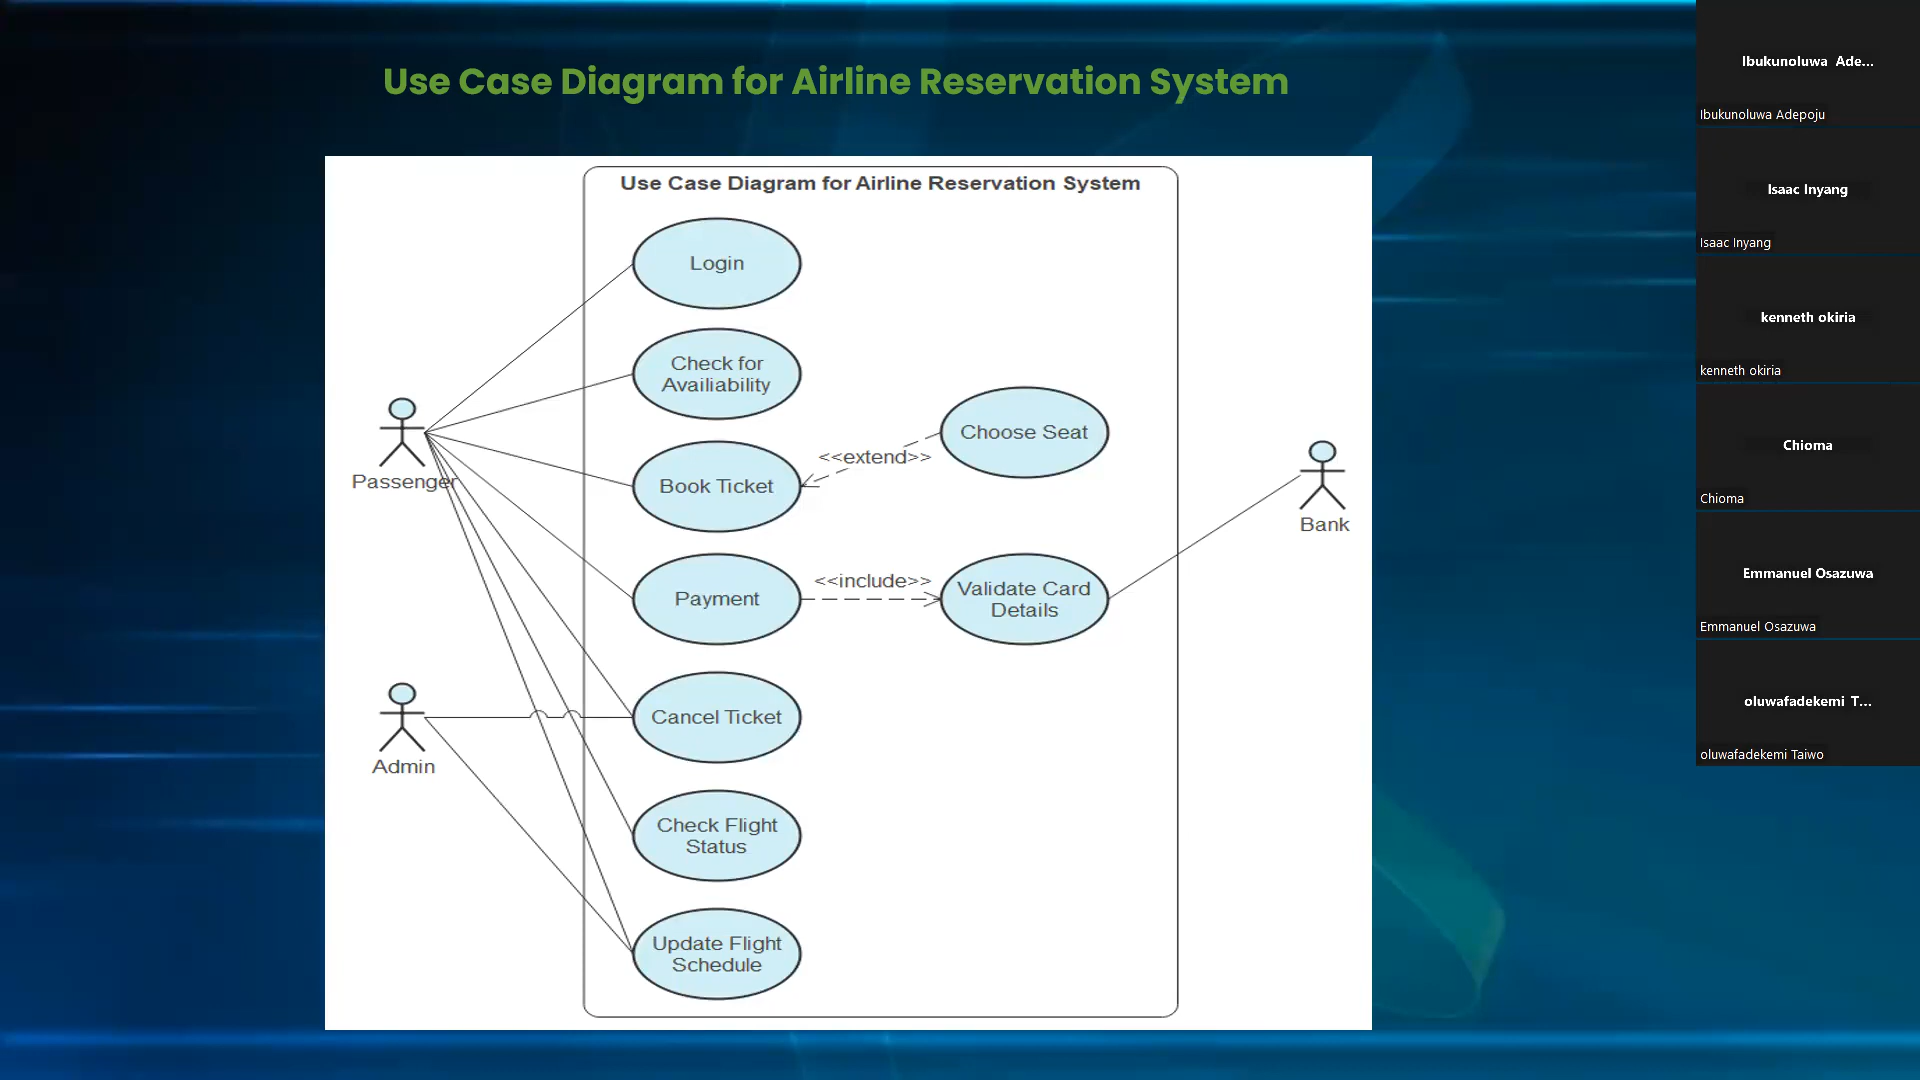 Use Case Diagram for Airline Reservation System
Use Case Diagram for Airline Reservation System
Login
Check for
Availiability
Choose Seat
<<extend>>
Book Ticket
Passenger
Bank
<<include>>
Payment
Validate Card
Details
Cancel Ticket
Admin
Check Flight
Status
Update Flight
Schedule
Ibukunoluwa Ade...
Ibukunoluwa Adepoju
Isaac Inyang
Isaac Inyang
kenneth okiria
kenneth okiria
Chioma
Chioma
Emmanuel Osazuwa
Emmanuel Osazuwa
oluwafadekemi T...
oluwafadekemi Taiwo